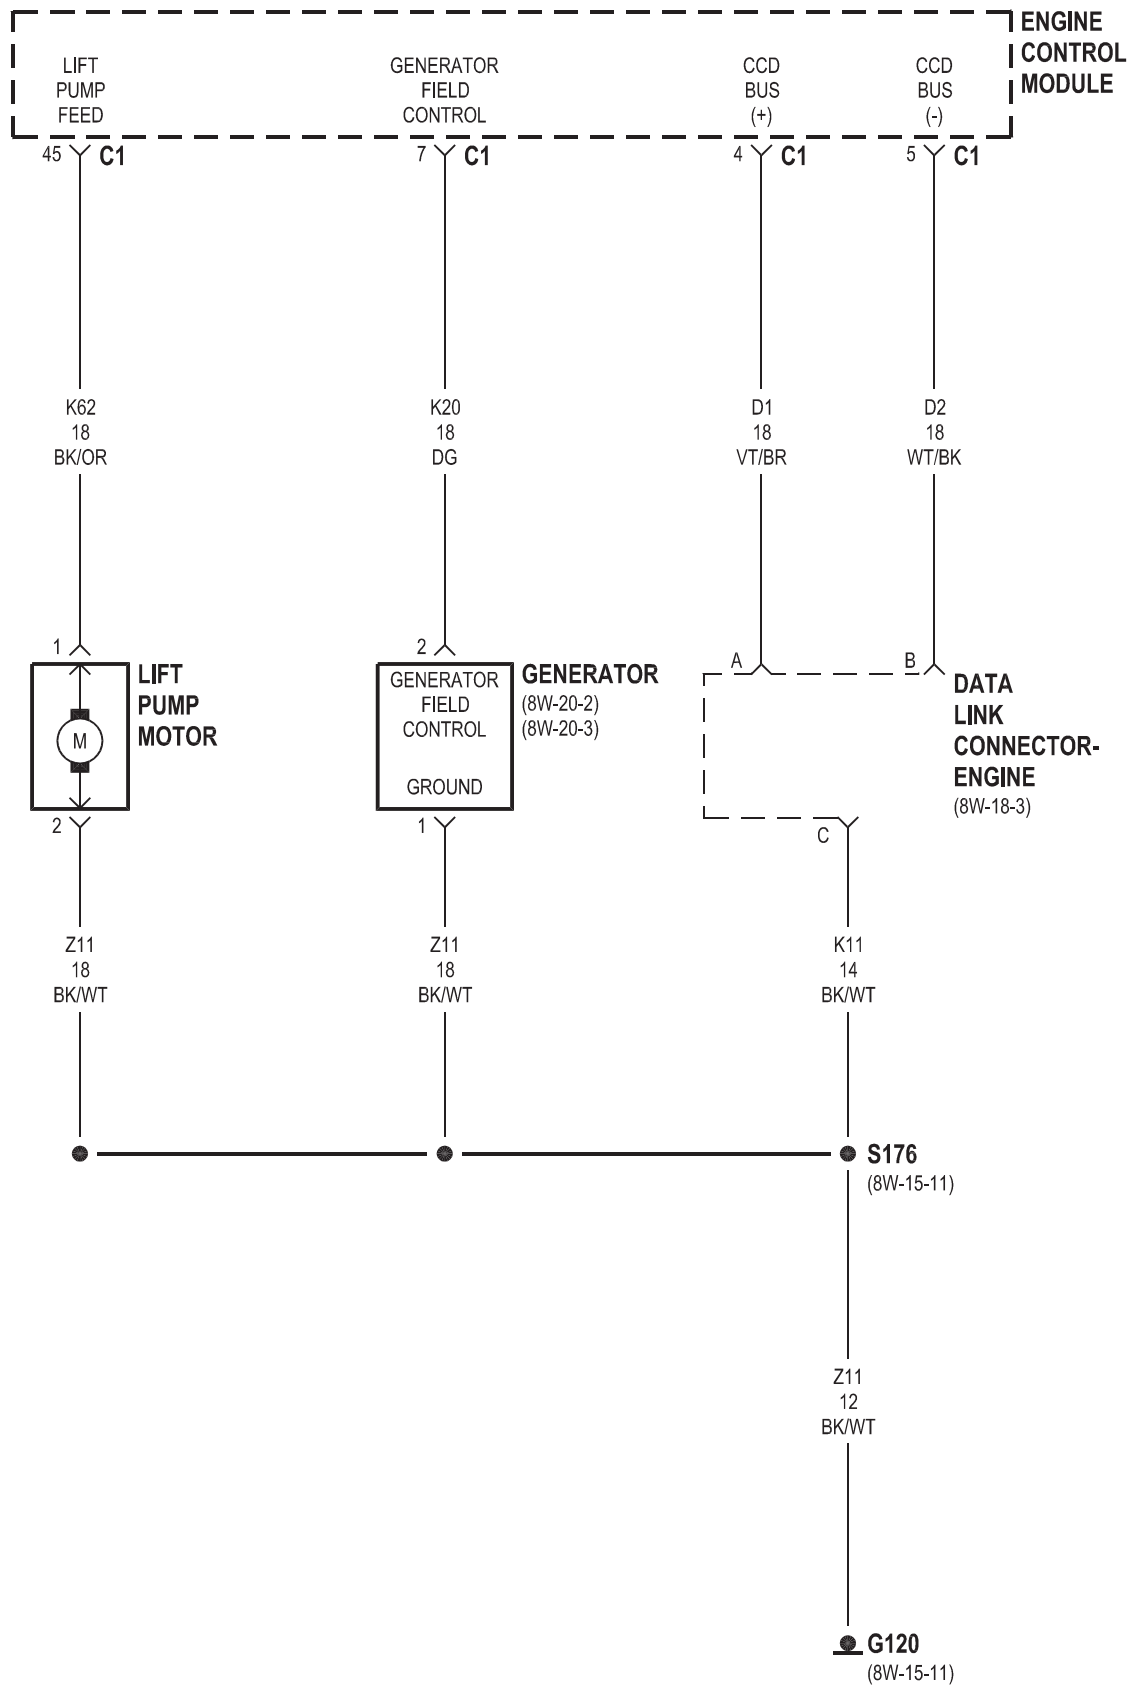 ENGINE
CONTROL
MODULE
LIFT
PUMP
FEED
GENERATOR
FIELD
CONTROL
CCD
BUS
(+)
CCD
BUS
(-)
45 C1
7 C1
4 C1
5 C1
K62
18
BK/OR
K20
18
DG
D1
18
VT/BR
D2
18
WT/BK
1
LIFT
PUMP
MOTOR
M
2
2
GENERATOR
FIELD
CONTROL
GROUND
GENERATOR
(8W-20-2)
(8W-20-3)
1
A
B
DATA
LINK
CONNECTOR-
ENGINE
(8W-18-3)
C
Z11
18
BK/WT
Z11
18
BK/WT
K11
14
BK/WT
S176
(8W-15-11)
Z11
12
BK/WT
G120
(8W-15-11)